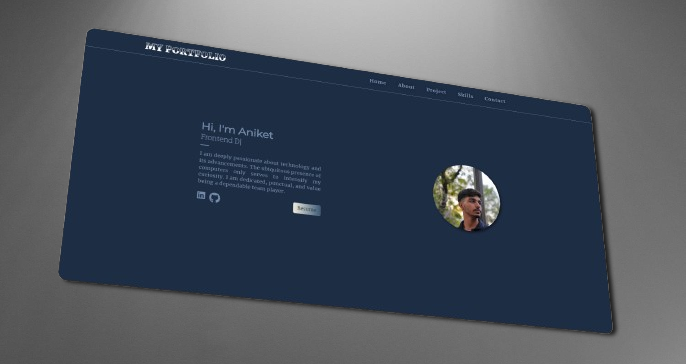 MY PORTFOLIO
Home About Project Skills Contact
Hi, I'm Aniket
Frontend D|
I am deeply passionate about technology and
its advancements. The ubiquitous presence of
computers only serves to intensify my
curiosity. I am dedicated, punctual, and value
being a dependable team player.